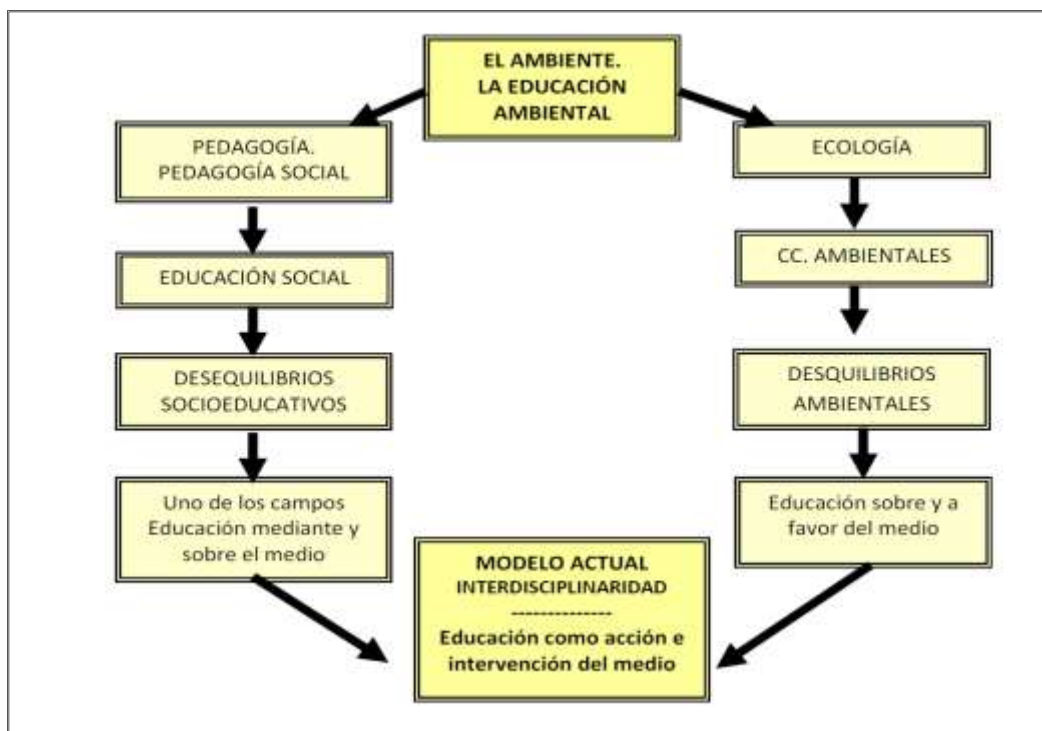 EL AMBIENTE.
LA EDUCACIÓN
AMBIENTAL
PEDAGOGÍA.
PEDAGOGÍA SOCIAL
EDUCACIÓN SOCIAL
DESEQUILIBRIOS
SOCIOEDUCATIVOS
Uno de los campos
Educación mediante y
sobre el medio
ECOLOGÍA
CC. AMBIENTALES
DESQUILIBRIOS
AMBIENTALES
Educación sobre y a
favor del medio
MODELO ACTUAL
INTERDISCIPLINARIDAD
--------------
Educación como acción e
intervención del medio